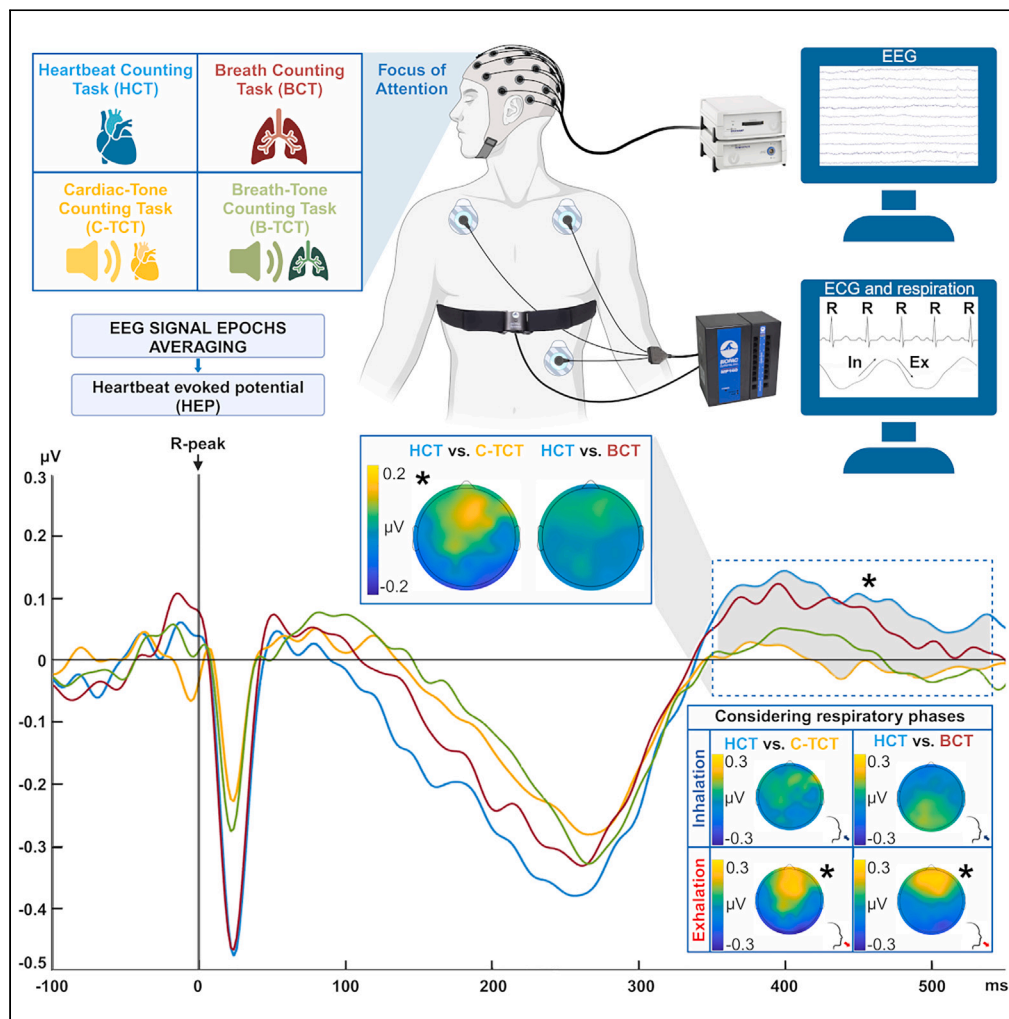 Heartbeat Counting
Task (HCT)
Breath Counting
Task (BCT)
Cardiac-Tone
Counting Task
(C-TCT)
Breath-Tone
Counting Task
(B-TCT)
Focus of
Attention
EEG
ECG and respiration
R R R R R
In Ex
BIOPAC
EEG SIGNAL EPOCHS
AVERAGING
Heartbeat evoked potential
(HEP)
µV
R-peak
0.3
0.2
0.1
0
-0.1
-0.2
-0.3
-0.4
-0.5
-100
0
100
200
300
400
500
ms
HCT vs. C-TCT
HCT vs. BCT
0.2
µV
-0.2
*
*
Considering respiratory phases
HCT vs. C-TCT
HCT vs. BCT
Inhalation
0.3
µV
-0.3
0.3
µV
-0.3
Exhalation
0.3
µV
-0.3
*
0.3
µV
-0.3
*